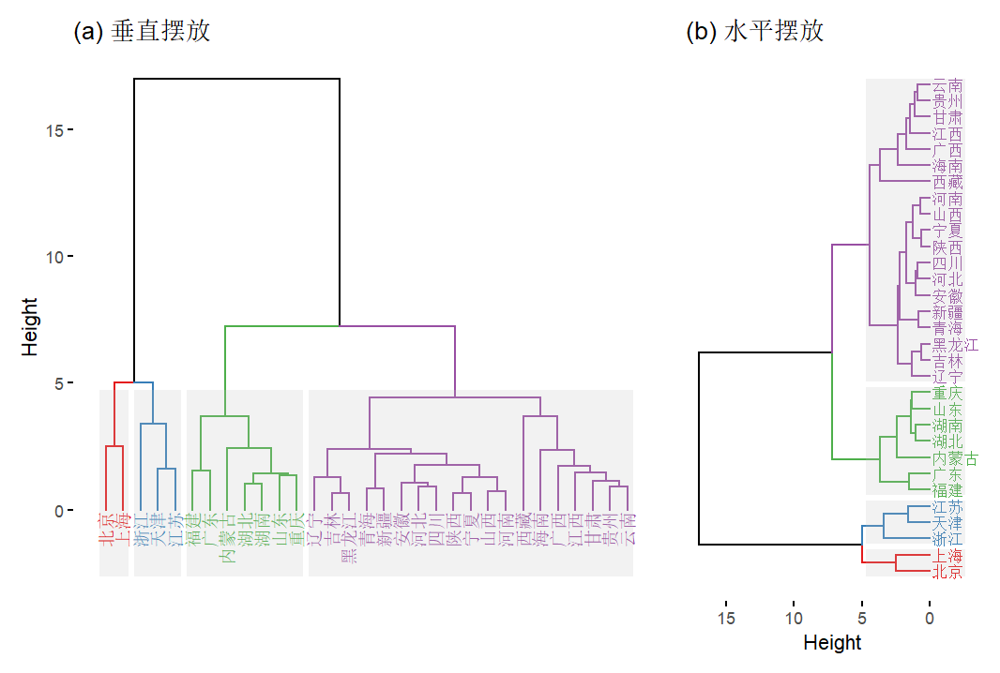 (a) 垂直摆放
Height
15
10
5
0
北京
上海
浙江
天津
江苏
福建
广东
内蒙古
湖北
湖南
山东
重庆
辽宁
吉林
黑龙江
青海
新疆
安徽
河北
四川
陕西
宁夏
山西
河南
西藏
海南
广西
江西
甘肃
贵州
云南
(b) 水平摆放
云南
贵州
甘肃
江西
广西
海南
西藏
河南
山西
宁夏
陕西
四川
河北
安徽
新疆
青海
黑龙江
吉林
辽宁
重庆
山东
湖南
湖北
内蒙古
广东
福建
江苏
天津
浙江
上海
北京
15 10 5 0
Height